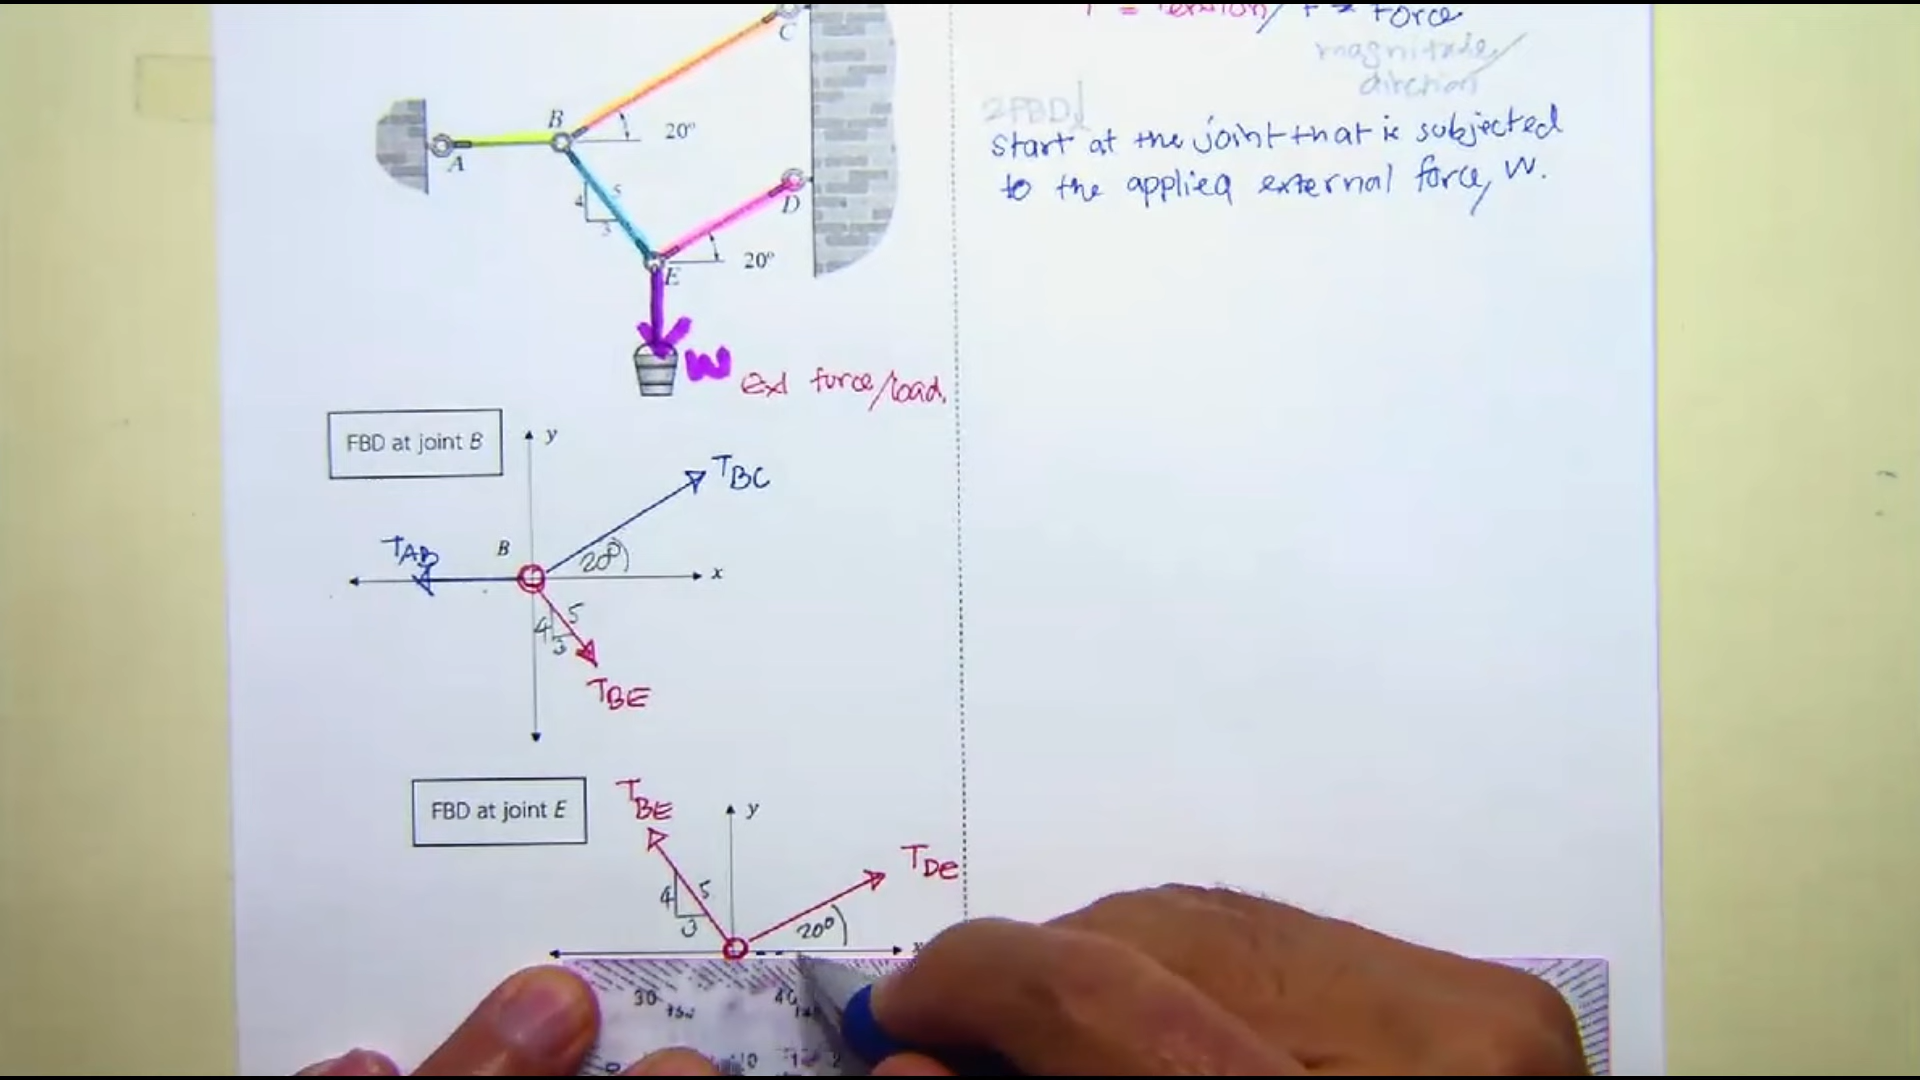 T = Tension, F → Force
magnitude/
direction
2FBD↓
Start at the joint that is subjected
to the applied external force, W.
C
B
20°
A
5
4
3
D
E
20°
W
ext force/load.
FBD at joint B
y
TBC
TAB
B
20°
x
5
4
3
TBE
FBD at joint E
TBE
y
TDE
4
5
3
20°
x
30
40